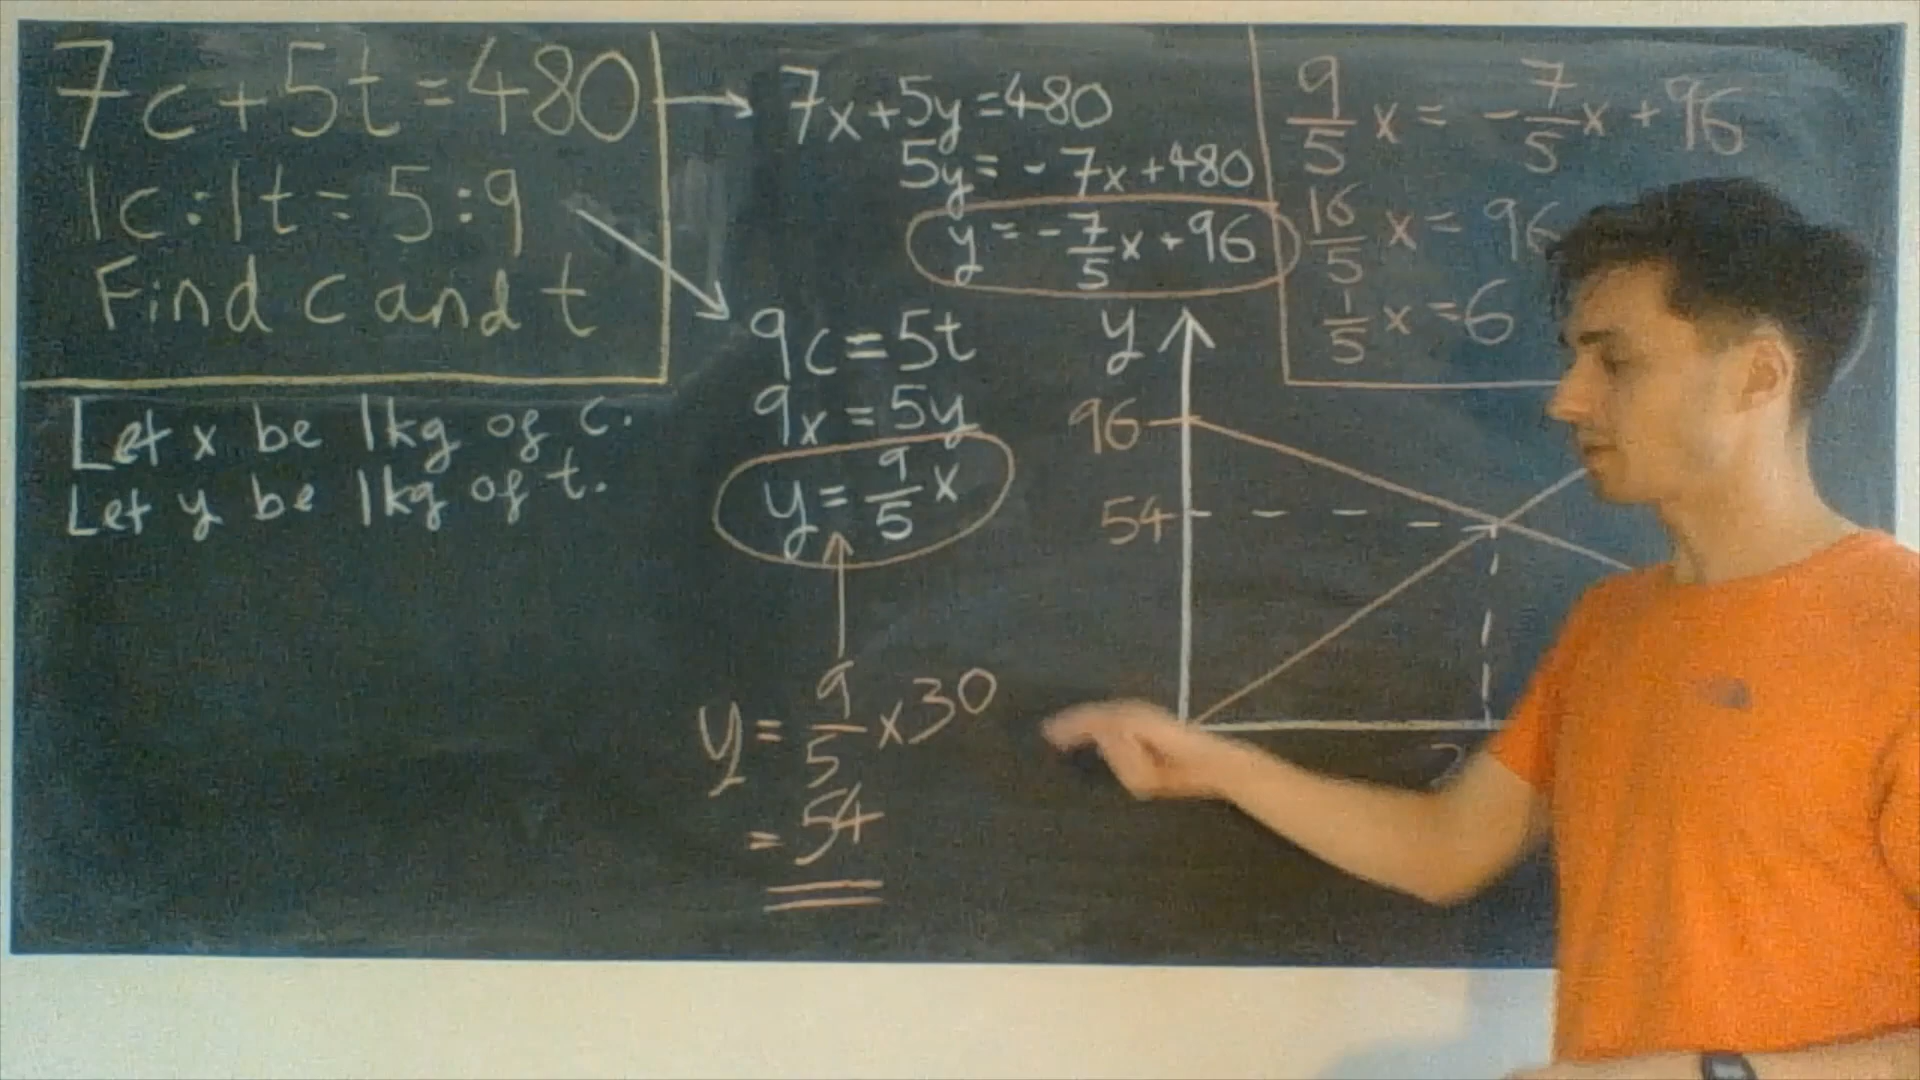 7c+5t=480
1c:1t=5:9
Find c and t
Let x be 1kg of c.
Let y be 1kg of t.
7x+5y=480
5y=-7x+480
y=-7/5x+96
9c=5t
9x=5y
y=9/5x
y=9/5x30
=54
9/5x=-7/5x+96
16/5x=96
1/5x=6
y
96
54